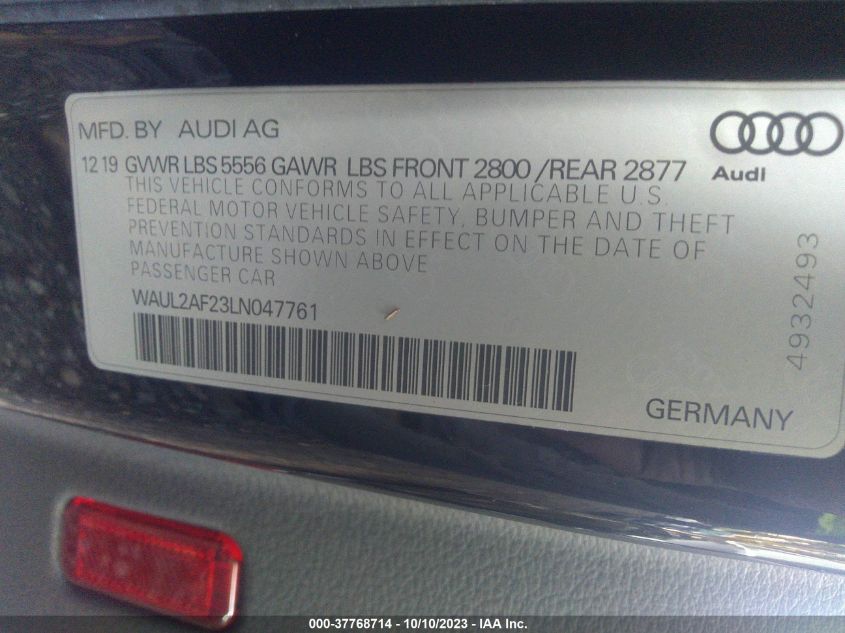 MFD. BY AUDI AG
12 19 GVWR LBS 5556 GAWR LBS FRONT 2800 /REAR 2877
THIS VEHICLE CONFORMS TO ALL APPLICABLE U.S.
FEDERAL MOTOR VEHICLE SAFETY, BUMPER AND THEFT
PREVENTION STANDARDS IN EFFECT ON THE DATE OF
MANUFACTURE SHOWN ABOVE
PASSENGER CAR
WAUL2AF23LN047761
Audi
4932493
GERMANY
000-37768714 - 10/10/2023 - IAA Inc.